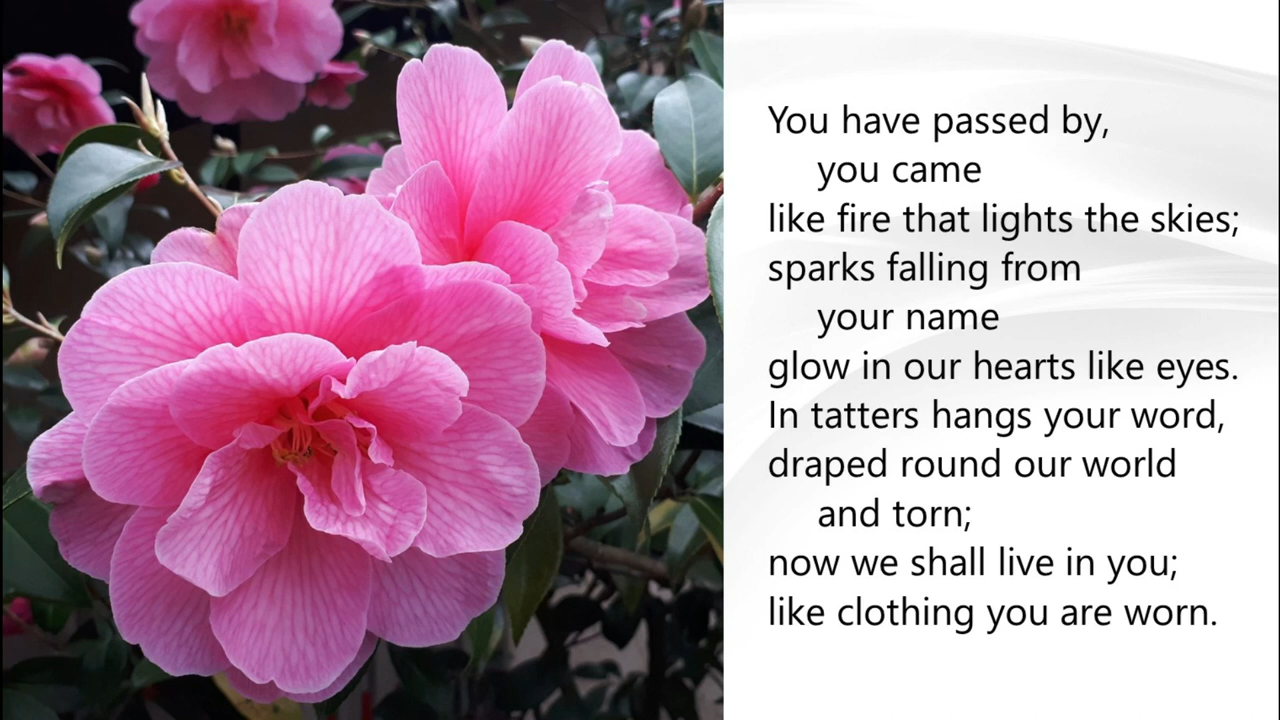 You have passed by,
you came
like fire that lights the skies;
sparks falling from
your name
glow in our hearts like eyes.
In tatters hangs your word,
draped round our world
and torn;
now we shall live in you;
like clothing you are worn.